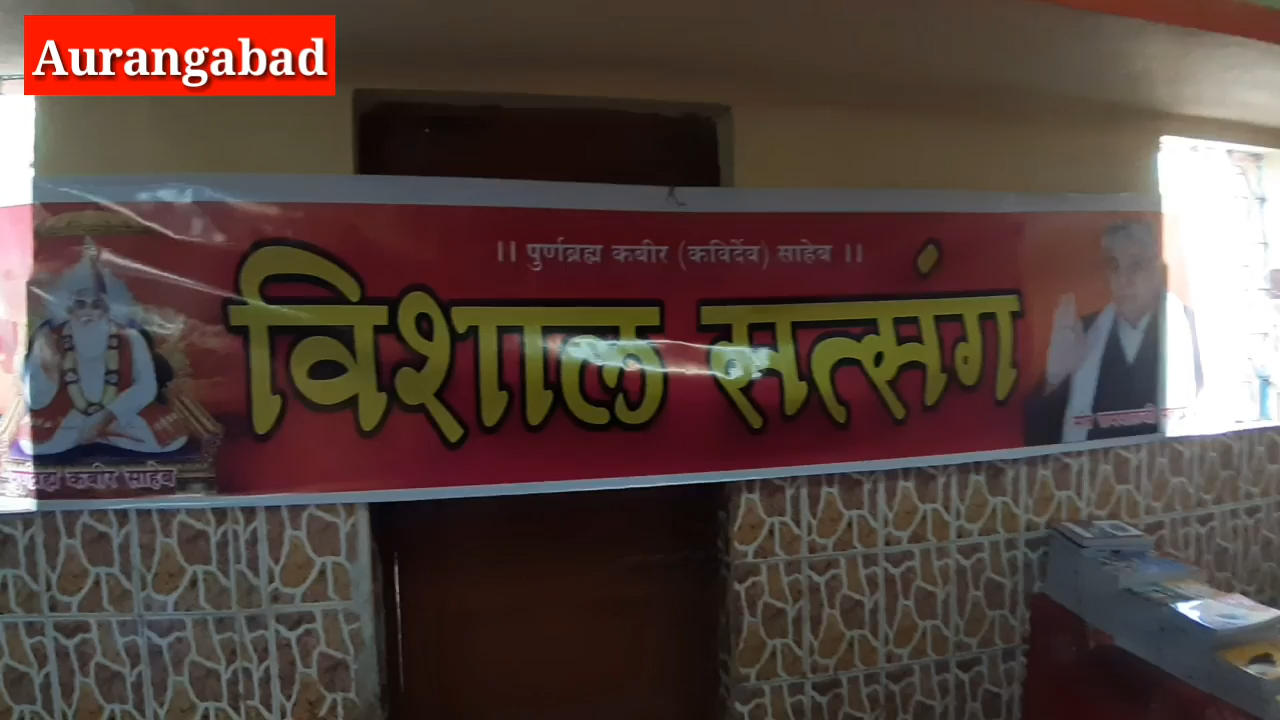 Aurangabad
।। पुर्णब्रह्म कबीर (कविर्देव) साहेब ।।
विशाल सत्संग
कबीर साहेब